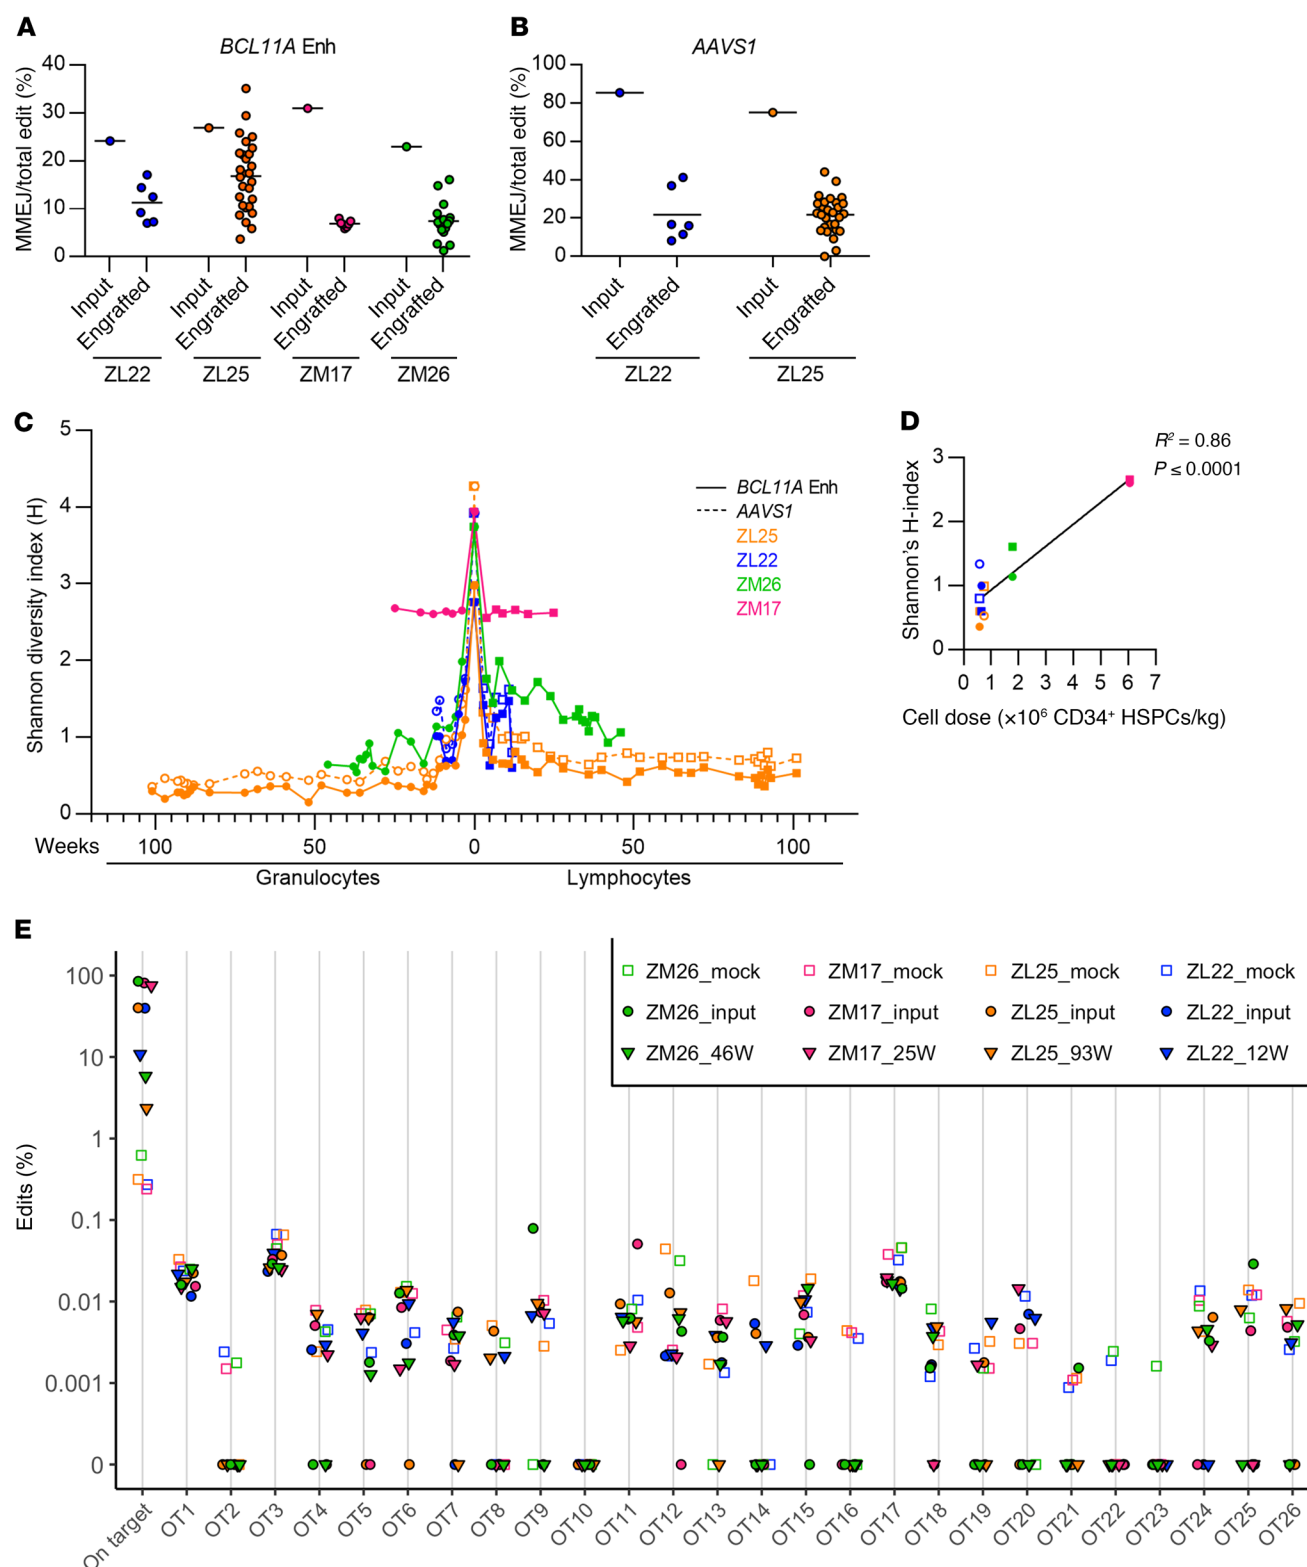 A
BCL11A Enh
MMEJ/total edit (%)
40
30
20
10
0
Input
Engrafted
Input
Engrafted
Input
Engrafted
Input
Engrafted
ZL22
ZL25
ZM17
ZM26
B
AAVS1
MMEJ/total edit (%)
100
80
60
40
20
0
Input
Engrafted
Input
Engrafted
ZL22
ZL25
C
Shannon diversity index (H)
5
4
3
2
1
0
BCL11A Enh
AAVS1
ZL25
ZL22
ZM26
ZM17
Weeks 100 50 0 50 100
Granulocytes Lymphocytes
D
R² = 0.86
P ≤ 0.0001
Shannon's H-index
3
2
1
0
0 1 2 3 4 5 6 7
Cell dose (×10⁶ CD34⁺ HSPCs/kg)
E
ZM26_mock ZM17_mock ZL25_mock ZL22_mock
ZM26_input ZM17_input ZL25_input ZL22_input
ZM26_46W ZM17_25W ZL25_93W ZL22_12W
Edits (%)
100
10
1
0.1
0.01
0.001
0
On target OT1 OT2 OT3 OT4 OT5 OT6 OT7 OT8 OT9 OT10 OT11 OT12 OT13 OT14 OT15 OT16 OT17 OT18 OT19 OT20 OT21 OT22 OT23 OT24 OT25 OT26